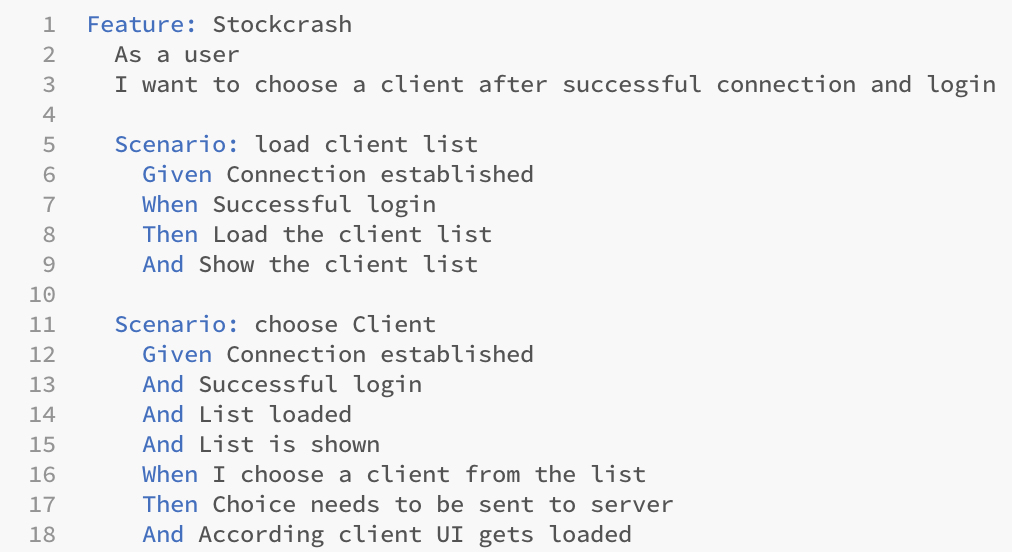 1 Feature: Stockcrash
2 As a user
3 I want to choose a client after successful connection and login
4
5 Scenario: load client list
6 Given Connection established
7 When Successful login
8 Then Load the client list
9 And Show the client list
10
11 Scenario: choose Client
12 Given Connection established
13 And Successful login
14 And List loaded
15 And List is shown
16 When I choose a client from the list
17 Then Choice needs to be sent to server
18 And According client UI gets loaded